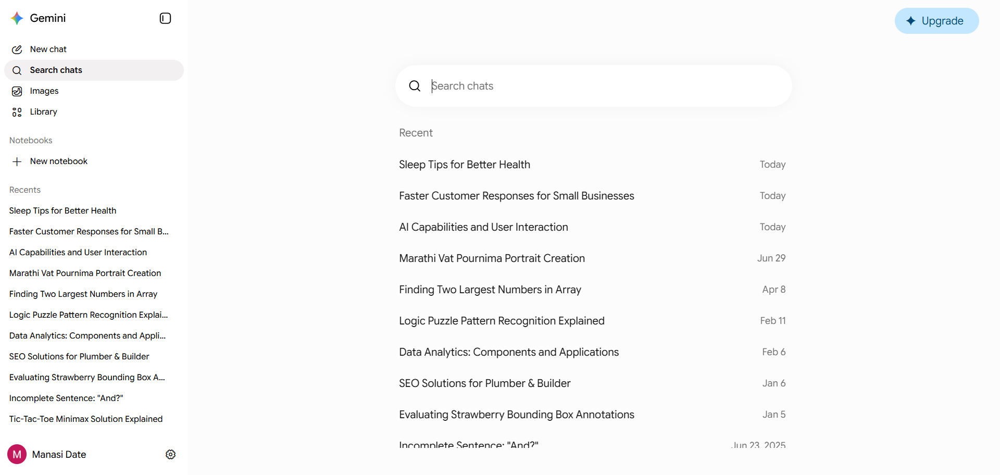 Gemini
New chat
Search chats
Images
Library
Notebooks
New notebook
Recents
Sleep Tips for Better Health
Faster Customer Responses for Small B...
AI Capabilities and User Interaction
Marathi Vat Pournima Portrait Creation
Finding Two Largest Numbers in Array
Logic Puzzle Pattern Recognition Explai...
Data Analytics: Components and Appli...
SEO Solutions for Plumber & Builder
Evaluating Strawberry Bounding Box A...
Incomplete Sentence: "And?"
Tic-Tac-Toe Minimax Solution Explained
M Manasi Date
Upgrade
Search chats
Recent
Sleep Tips for Better Health Today
Faster Customer Responses for Small Businesses Today
AI Capabilities and User Interaction Today
Marathi Vat Pournima Portrait Creation Jun 29
Finding Two Largest Numbers in Array Apr 8
Logic Puzzle Pattern Recognition Explained Feb 11
Data Analytics: Components and Applications Feb 6
SEO Solutions for Plumber & Builder Jan 6
Evaluating Strawberry Bounding Box Annotations Jan 5
Incomplete Sentence: "And?" Jun 23, 2025